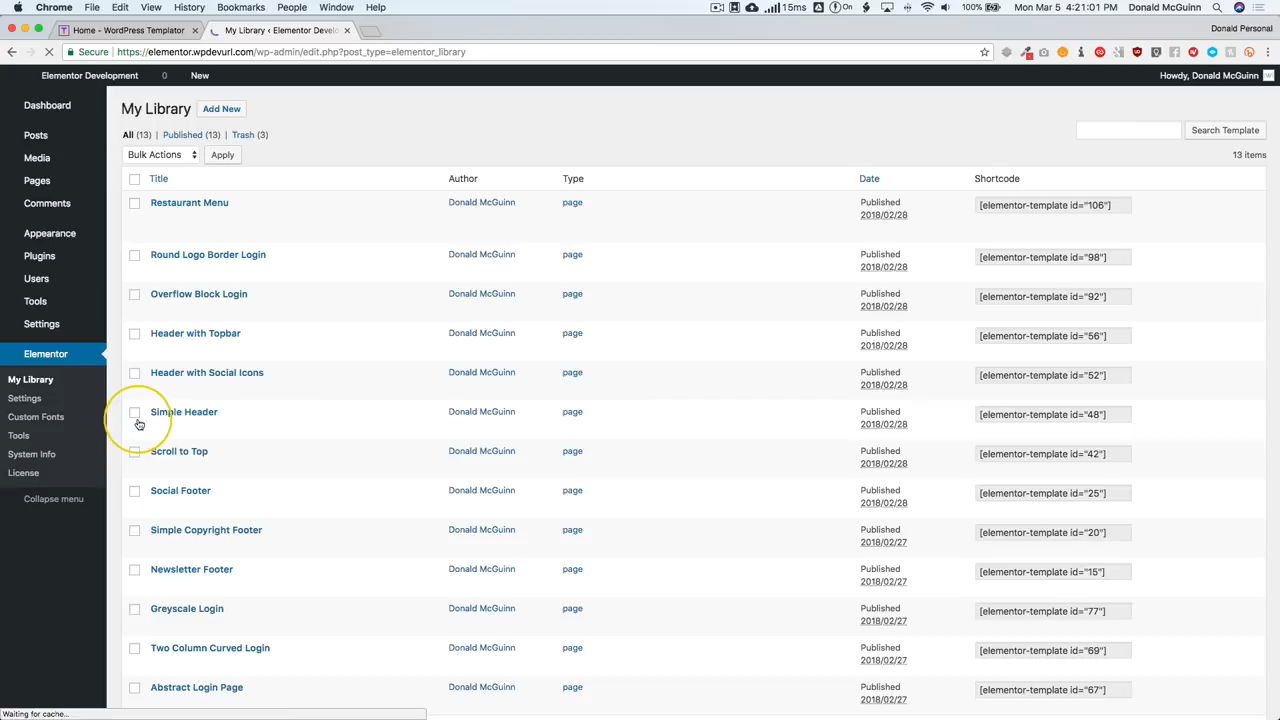 Chrome File Edit View History Bookmarks People Window Help 15ms On 100% Mon Mar 5 4:21:01 PM Donald McGuinn
Home - WordPress Templator × My Library ‹ Elementor Develo × Donald Personal
Secure https://elementor.wpdevurl.com/wp-admin/edit.php?post_type=elementor_library
Elementor Development 0 New Howdy, Donald McGuinn
Dashboard
Posts
Media
Pages
Comments
Appearance
Plugins
Users
Tools
Settings
Elementor
My Library
Settings
Custom Fonts
Tools
System Info
License
Collapse menu
My Library Add New
All (13) | Published (13) | Trash (3) Search Template
Bulk Actions Apply 13 items
Title Author Type Date Shortcode
Restaurant Menu Donald McGuinn page Published [elementor-template id="106"]
2018/02/28
Round Logo Border Login Donald McGuinn page Published [elementor-template id="98"]
2018/02/28
Overflow Block Login Donald McGuinn page Published [elementor-template id="92"]
2018/02/28
Header with Topbar Donald McGuinn page Published [elementor-template id="56"]
2018/02/28
Header with Social Icons Donald McGuinn page Published [elementor-template id="52"]
2018/02/28
Simple Header Donald McGuinn page Published [elementor-template id="48"]
2018/02/28
Scroll to Top Donald McGuinn page Published [elementor-template id="42"]
2018/02/28
Social Footer Donald McGuinn page Published [elementor-template id="25"]
2018/02/28
Simple Copyright Footer Donald McGuinn page Published [elementor-template id="20"]
2018/02/27
Newsletter Footer Donald McGuinn page Published [elementor-template id="15"]
2018/02/27
Greyscale Login Donald McGuinn page Published [elementor-template id="77"]
2018/02/27
Two Column Curved Login Donald McGuinn page Published [elementor-template id="69"]
2018/02/27
Abstract Login Page Donald McGuinn page Published [elementor-template id="67"]
2018/02/27
Waiting for cache...